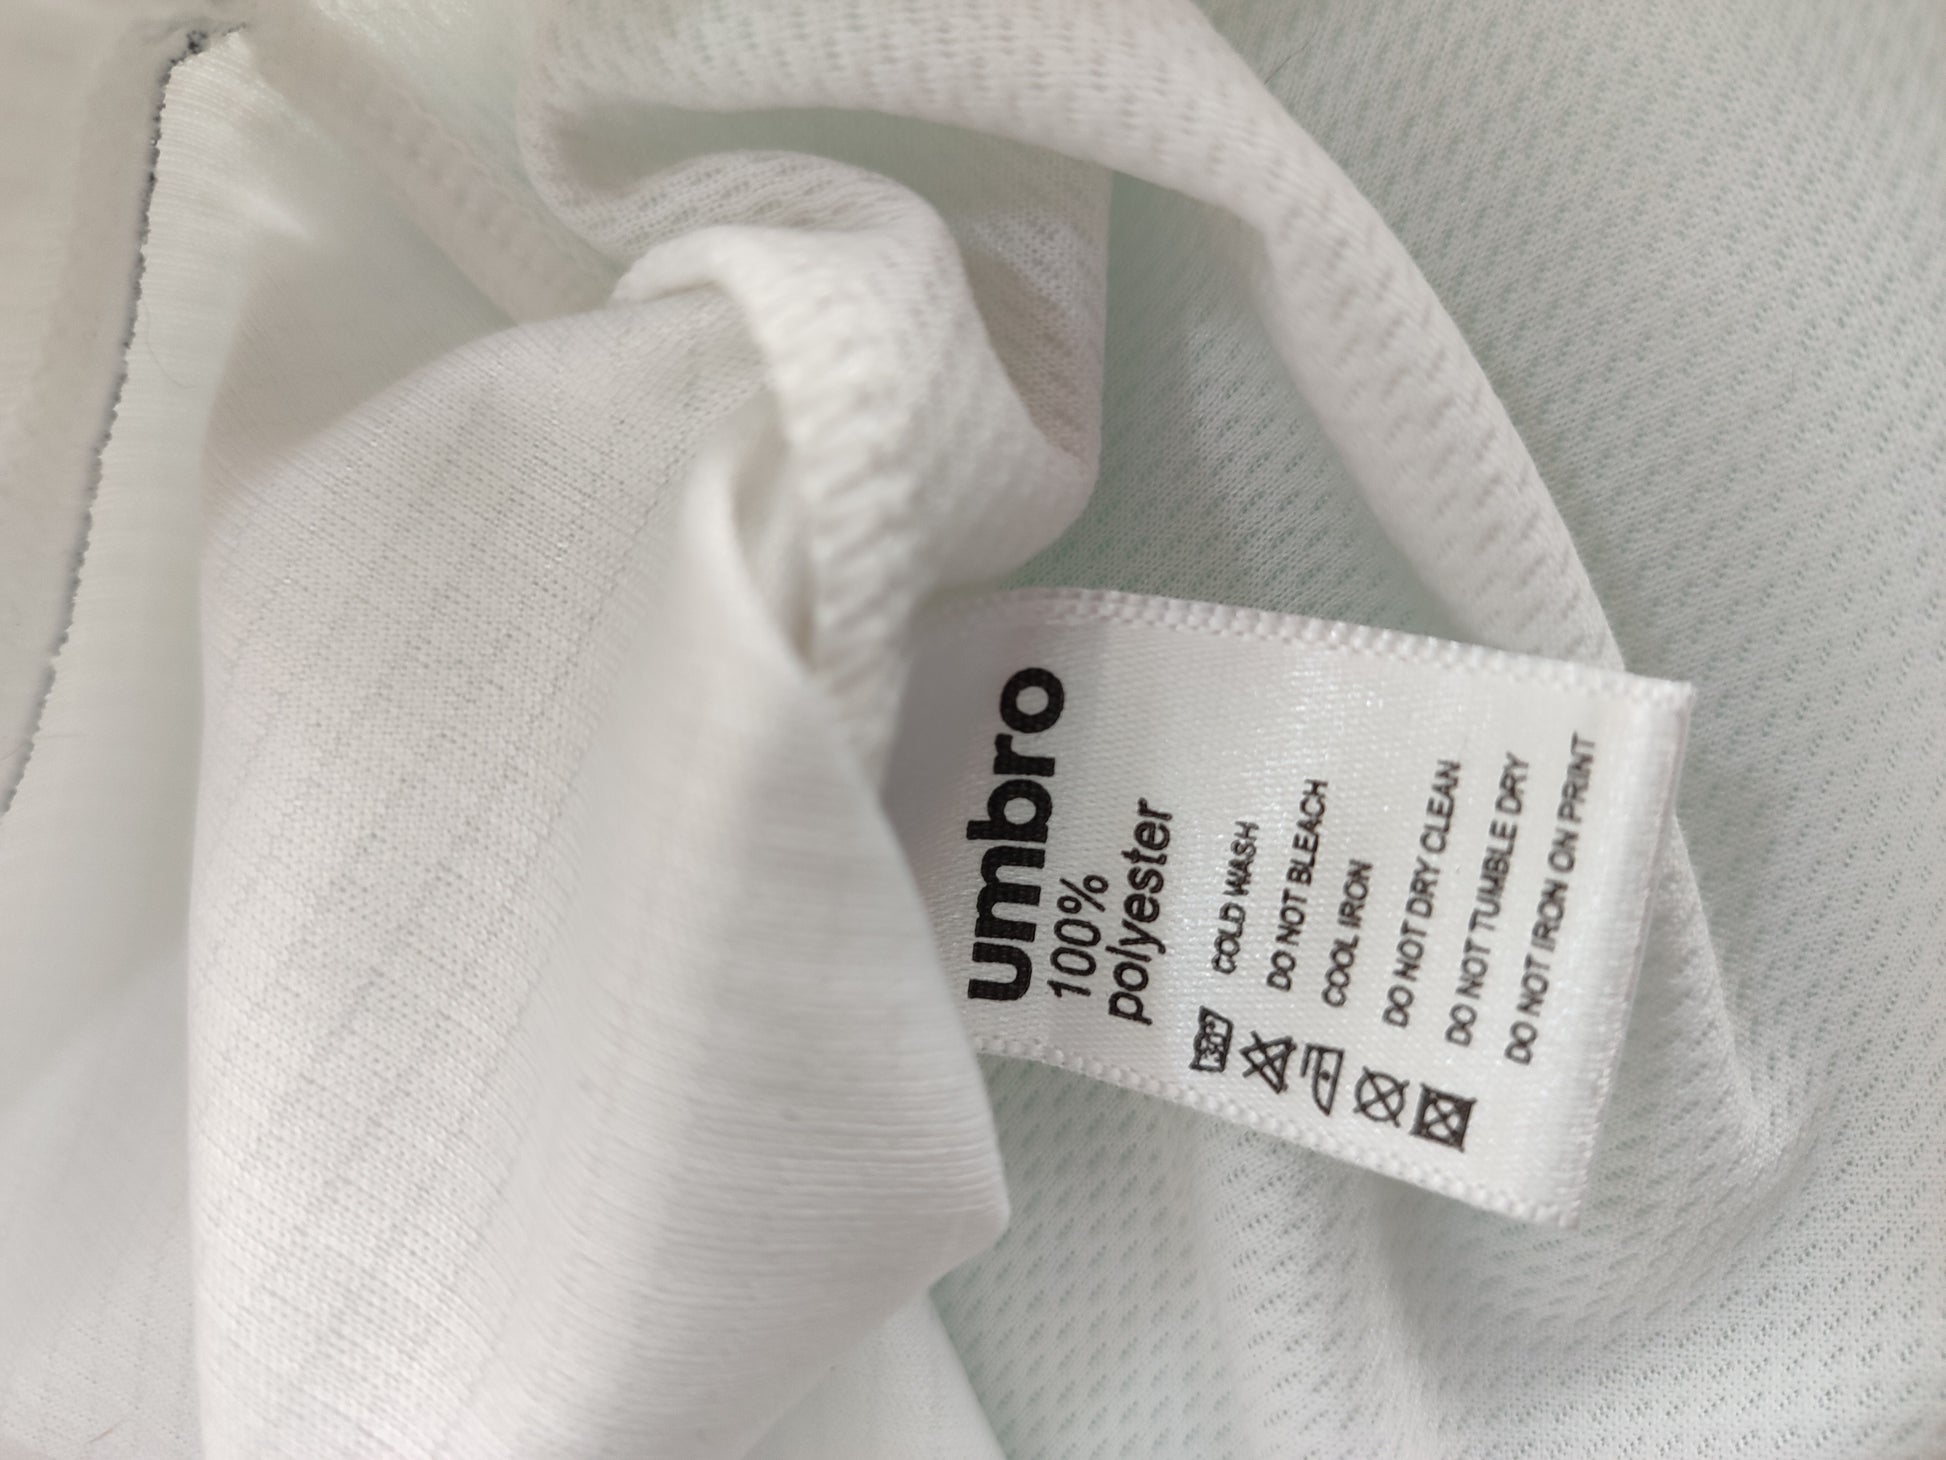 umbro
100%
polyester
30° COLD WASH
DO NOT BLEACH
COOL IRON
DO NOT DRY CLEAN
DO NOT TUMBLE DRY
DO NOT IRON ON PRINT